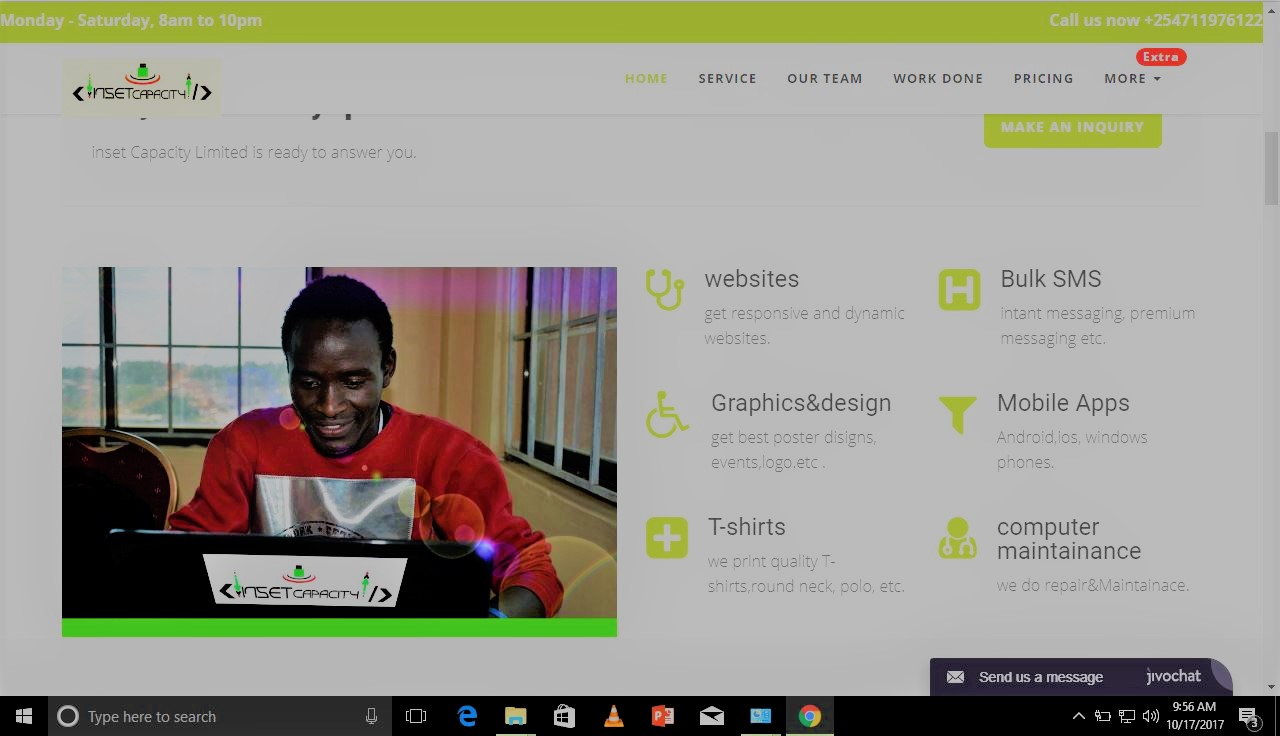 Monday - Saturday, 8am to 10pm
Call us now +254711976122
INSETCAPACITY
HOME
SERVICE
OUR TEAM
WORK DONE
PRICING
MORE
Extra
MAKE AN INQUIRY
inset Capacity Limited is ready to answer you.
websites
get responsive and dynamic
websites.
Bulk SMS
intant messaging, premium
messaging etc.
Graphics&design
get best poster disigns,
events,logo.etc .
Mobile Apps
Android,ios, windows
phones.
T-shirts
we print quality T-
shirts,round neck, polo, etc.
computer
maintainance
we do repair&Maintainace.
INSETCAPACITY
Send us a message
jivochat
Type here to search
9:56 AM
10/17/2017
3